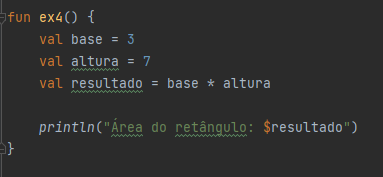 fun ex4() {
    val base = 3
    val altura = 7
    val resultado = base * altura

    println("Área do retângulo: $resultado")
}